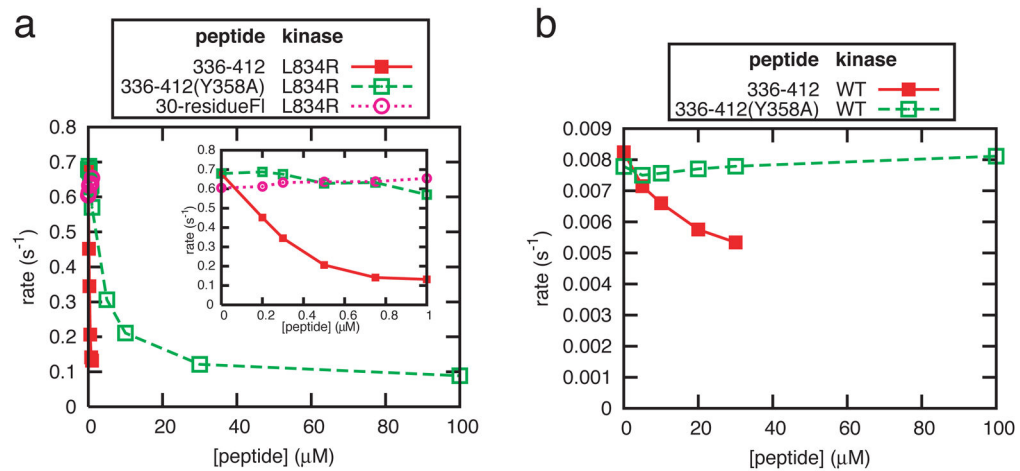 a
peptide kinase
336-412 L834R
336-412(Y358A) L834R
30-residueFl L834R
0.8
0.7
0.6
0.5
0.4
0.3
0.2
0.1
0
rate (s-1)
0 20 40 60 80 100
[peptide] (μM)
0.8
0.7
0.6
0.5
0.4
0.3
0.2
0.1
0
rate (s-1)
0 0.2 0.4 0.6 0.8 1
[peptide] (μM)
b
peptide kinase
336-412 WT
336-412(Y358A) WT
0.009
0.008
0.007
0.006
0.005
0.004
0.003
0.002
0.001
0
rate (s-1)
0 20 40 60 80 100
[peptide] (μM)